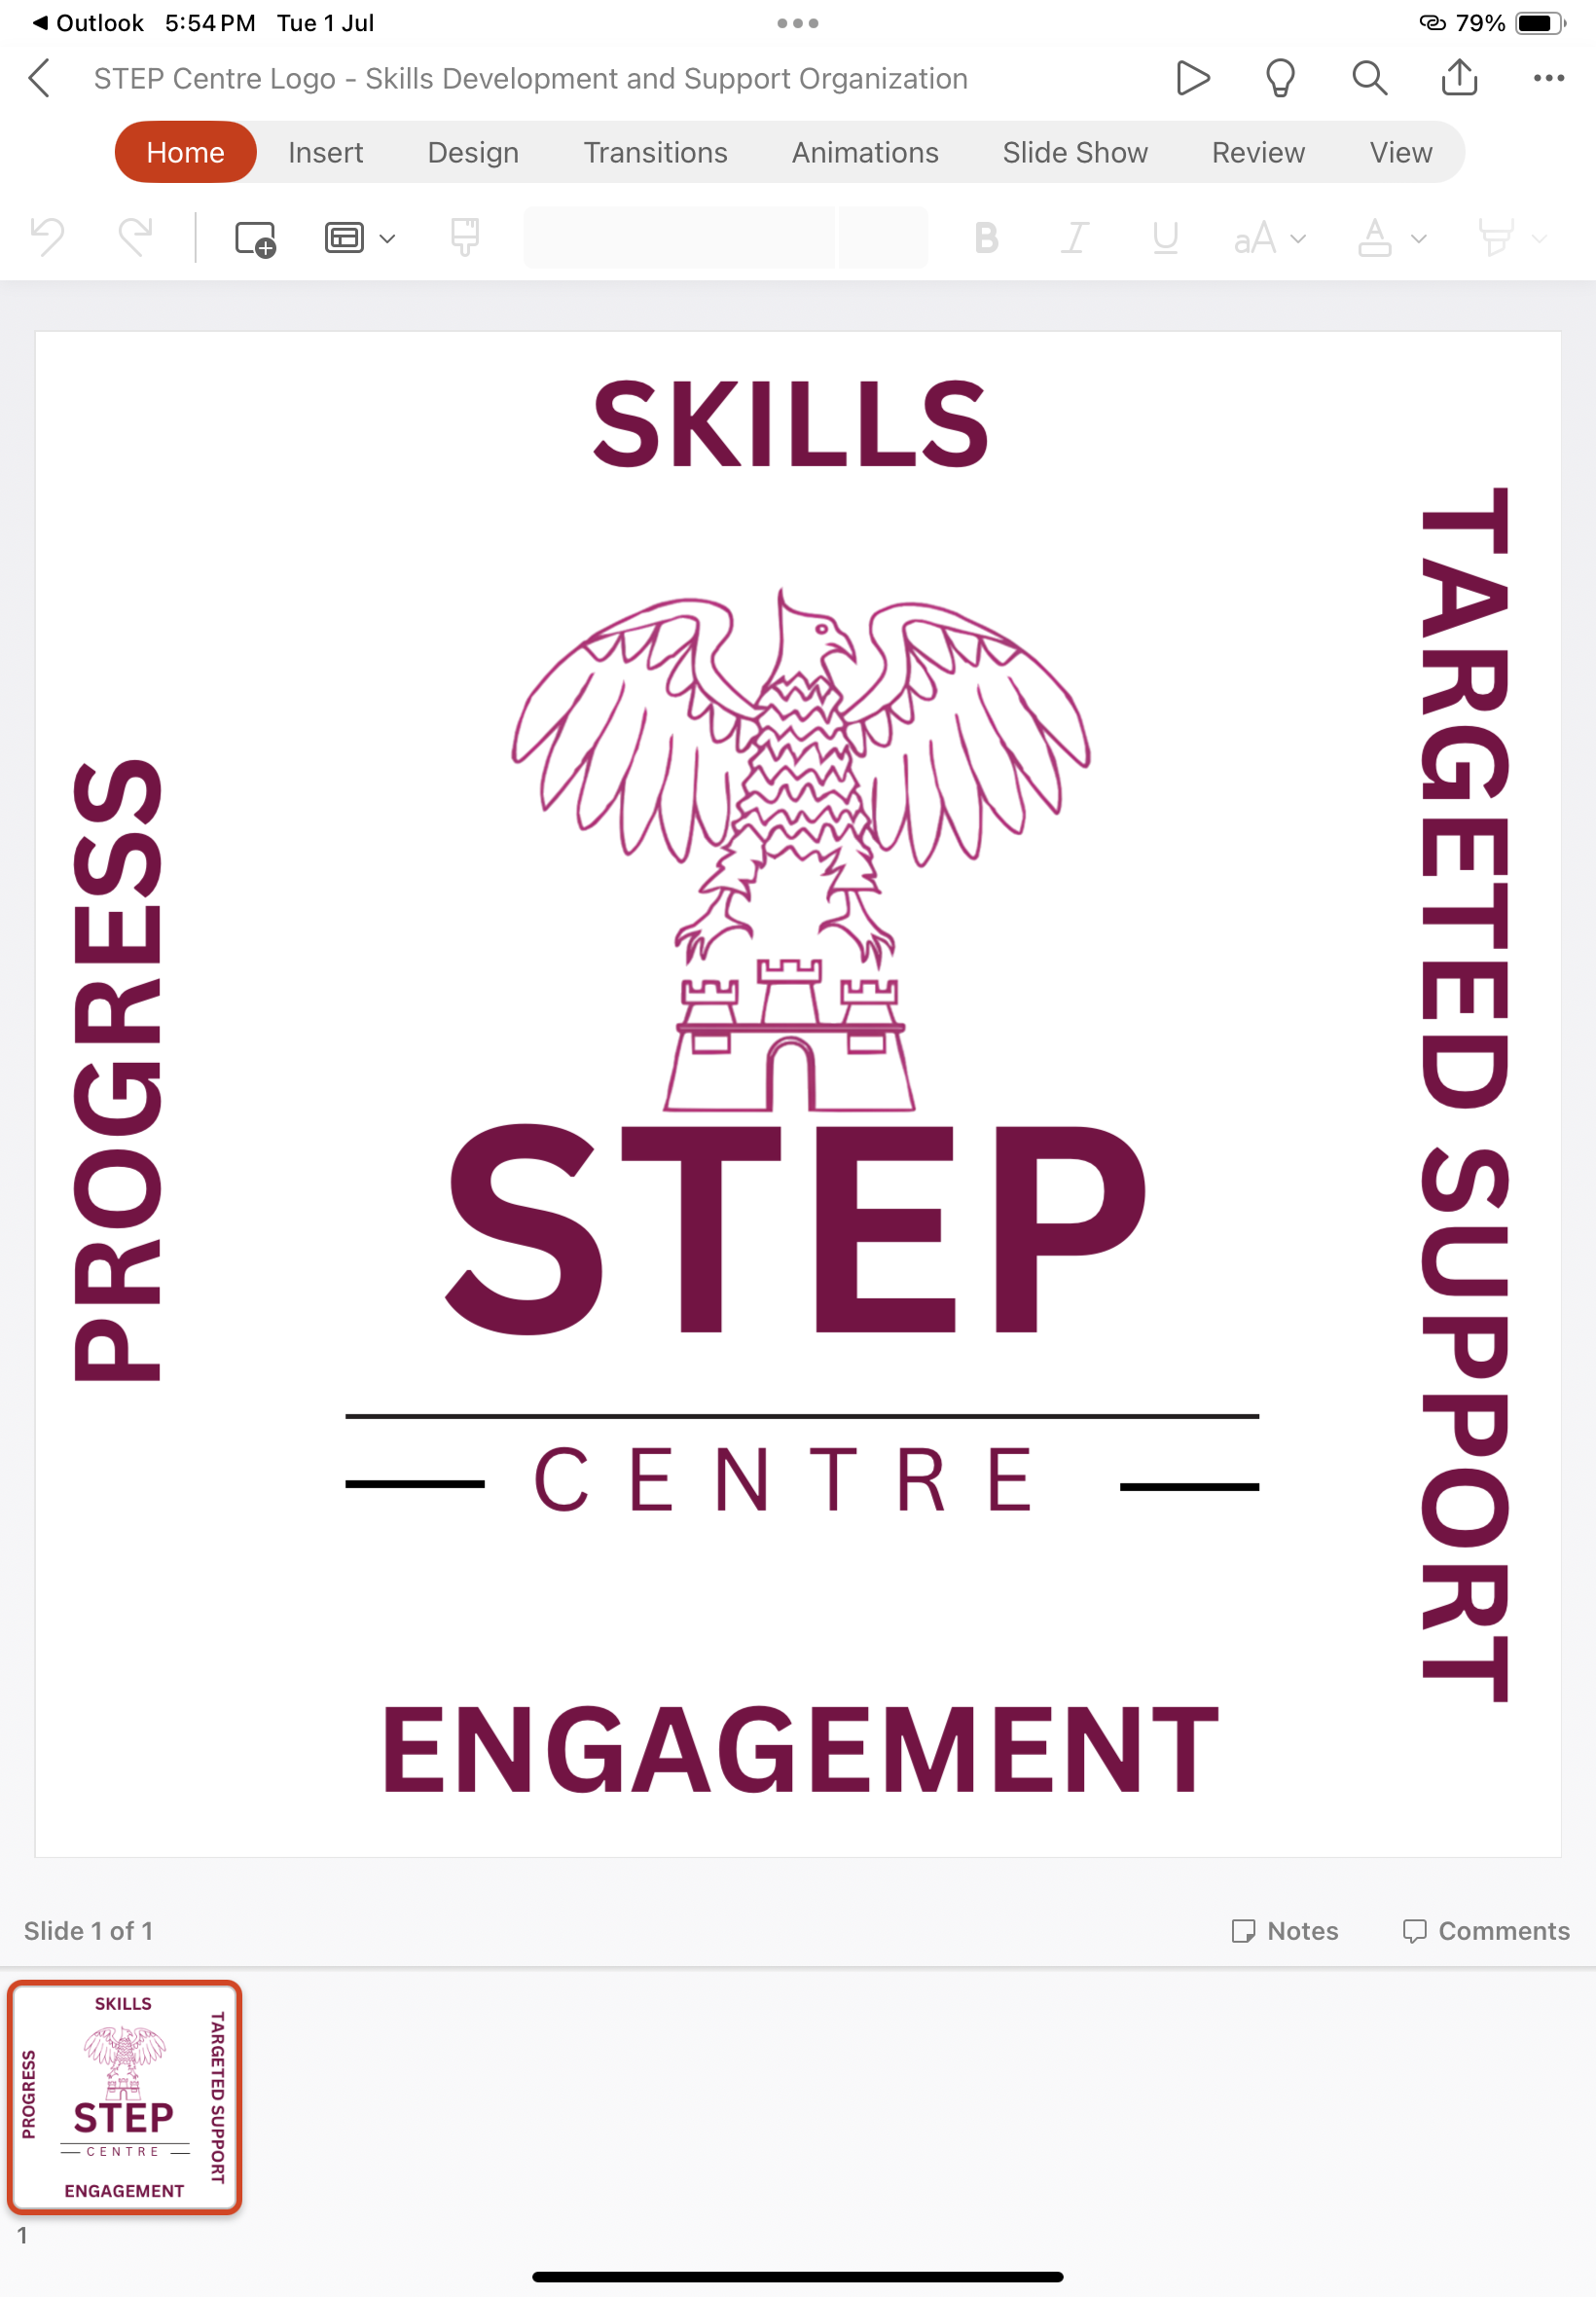 Outlook 5:54 PM Tue 1 Jul
79%
STEP Centre Logo - Skills Development and Support Organization
Home Insert Design Transitions Animations Slide Show Review View
B I U aA A
SKILLS
PROGRESS
TARGETED SUPPORT
STEP
CENTRE
ENGAGEMENT
Slide 1 of 1
Notes Comments
SKILLS
PROGRESS
TARGETED SUPPORT
STEP
CENTRE
ENGAGEMENT
1